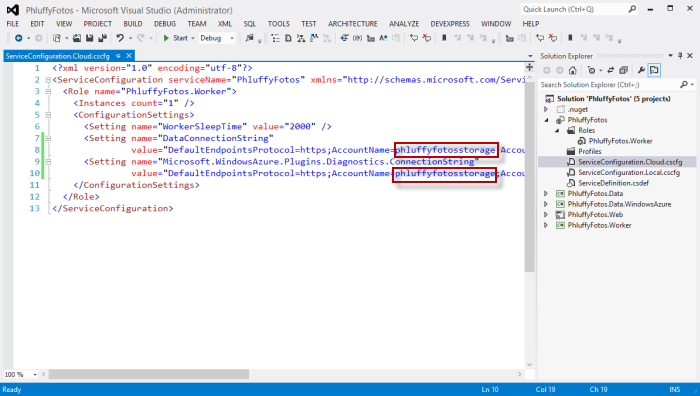 PhluffyFotos - Microsoft Visual Studio (Administrator)
Quick Launch (Ctrl+Q)
FILE EDIT VIEW PROJECT BUILD DEBUG TEAM XML SQL TOOLS TEST ARCHITECTURE ANALYZE DEVEXPRESS WINDOW HELP
Start Debug
ServiceConfiguration.Cloud.cscfg
1 <?xml version="1.0" encoding="utf-8"?>
2 <ServiceConfiguration serviceName="PhluffyFotos" xmlns="http://schemas.microsoft.com/Servi
3 <Role name="PhluffyFotos.Worker">
4 <Instances count="1" />
5 <ConfigurationSettings>
6 <Setting name="WorkerSleepTime" value="2000" />
7 <Setting name="DataConnectionString"
8 value="DefaultEndpointsProtocol=https;AccountName=phluffyfotosstorage;Accou
9 <Setting name="Microsoft.WindowsAzure.Plugins.Diagnostics.ConnectionString"
10 value="DefaultEndpointsProtocol=https;AccountName=phluffyfotosstorage;Accou
11 </ConfigurationSettings>
12 </Role>
13 </ServiceConfiguration>
100 %
Solution Explorer
Search Solution Explorer (Ctrl+;)
Solution 'PhluffyFotos' (5 projects)
.nuget
PhluffyFotos
Roles
PhluffyFotos.Worker
Profiles
ServiceConfiguration.Cloud.cscfg
ServiceConfiguration.Local.cscfg
ServiceDefinition.csdef
PhluffyFotos.Data
PhluffyFotos.Data.WindowsAzure
PhluffyFotos.Web
PhluffyFotos.Worker
Ready
Ln 10 Col 19 Ch 19 INS